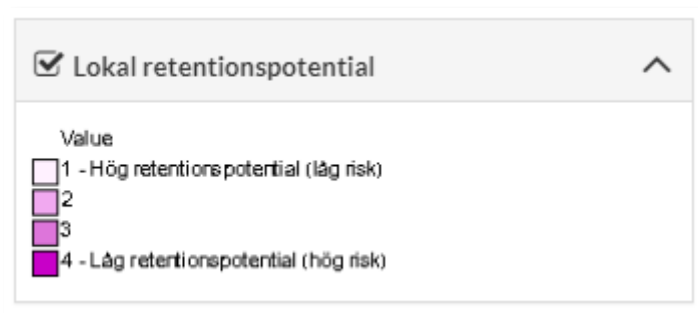 Lokal retentionspotential
Value
1 - Hög retentionspotential (låg risk)
2
3
4 - Låg retentionspotential (hög risk)